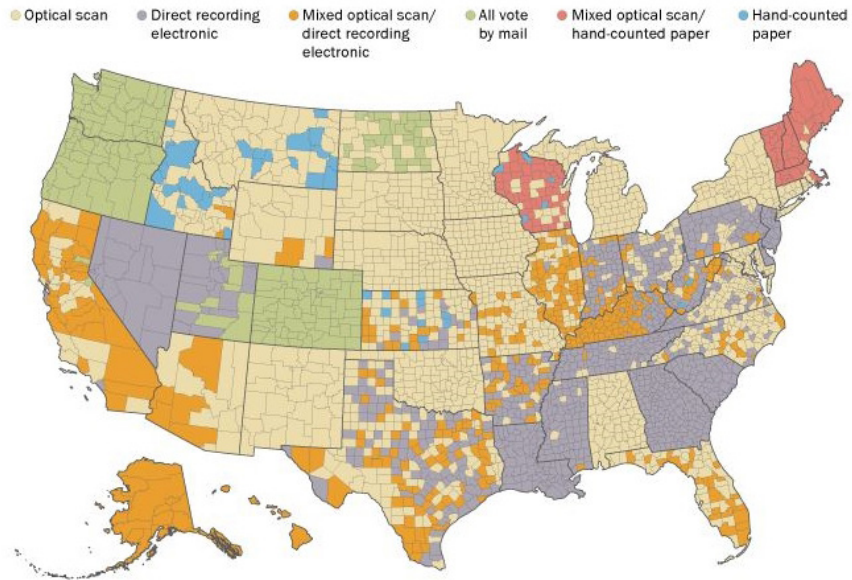 Optical scan
Direct recording
electronic
Mixed optical scan/
direct recording
electronic
All vote
by mail
Mixed optical scan/
hand-counted paper
Hand-counted
paper